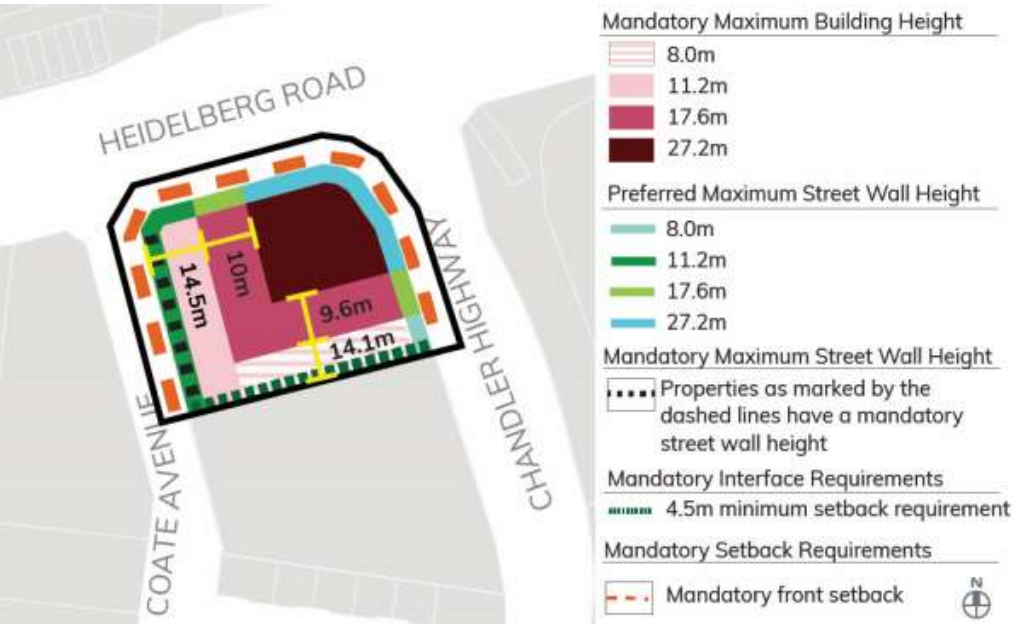 HEIDELBERG ROAD
CHANDLER HIGHWAY
COATE AVENUE
14.5m
10m
9.6m
14.1m
Mandatory Maximum Building Height
8.0m
11.2m
17.6m
27.2m
Preferred Maximum Street Wall Height
8.0m
11.2m
17.6m
27.2m
Mandatory Maximum Street Wall Height
Properties as marked by the
dashed lines have a mandatory
street wall height
Mandatory Interface Requirements
4.5m minimum setback requirement
Mandatory Setback Requirements
Mandatory front setback
N